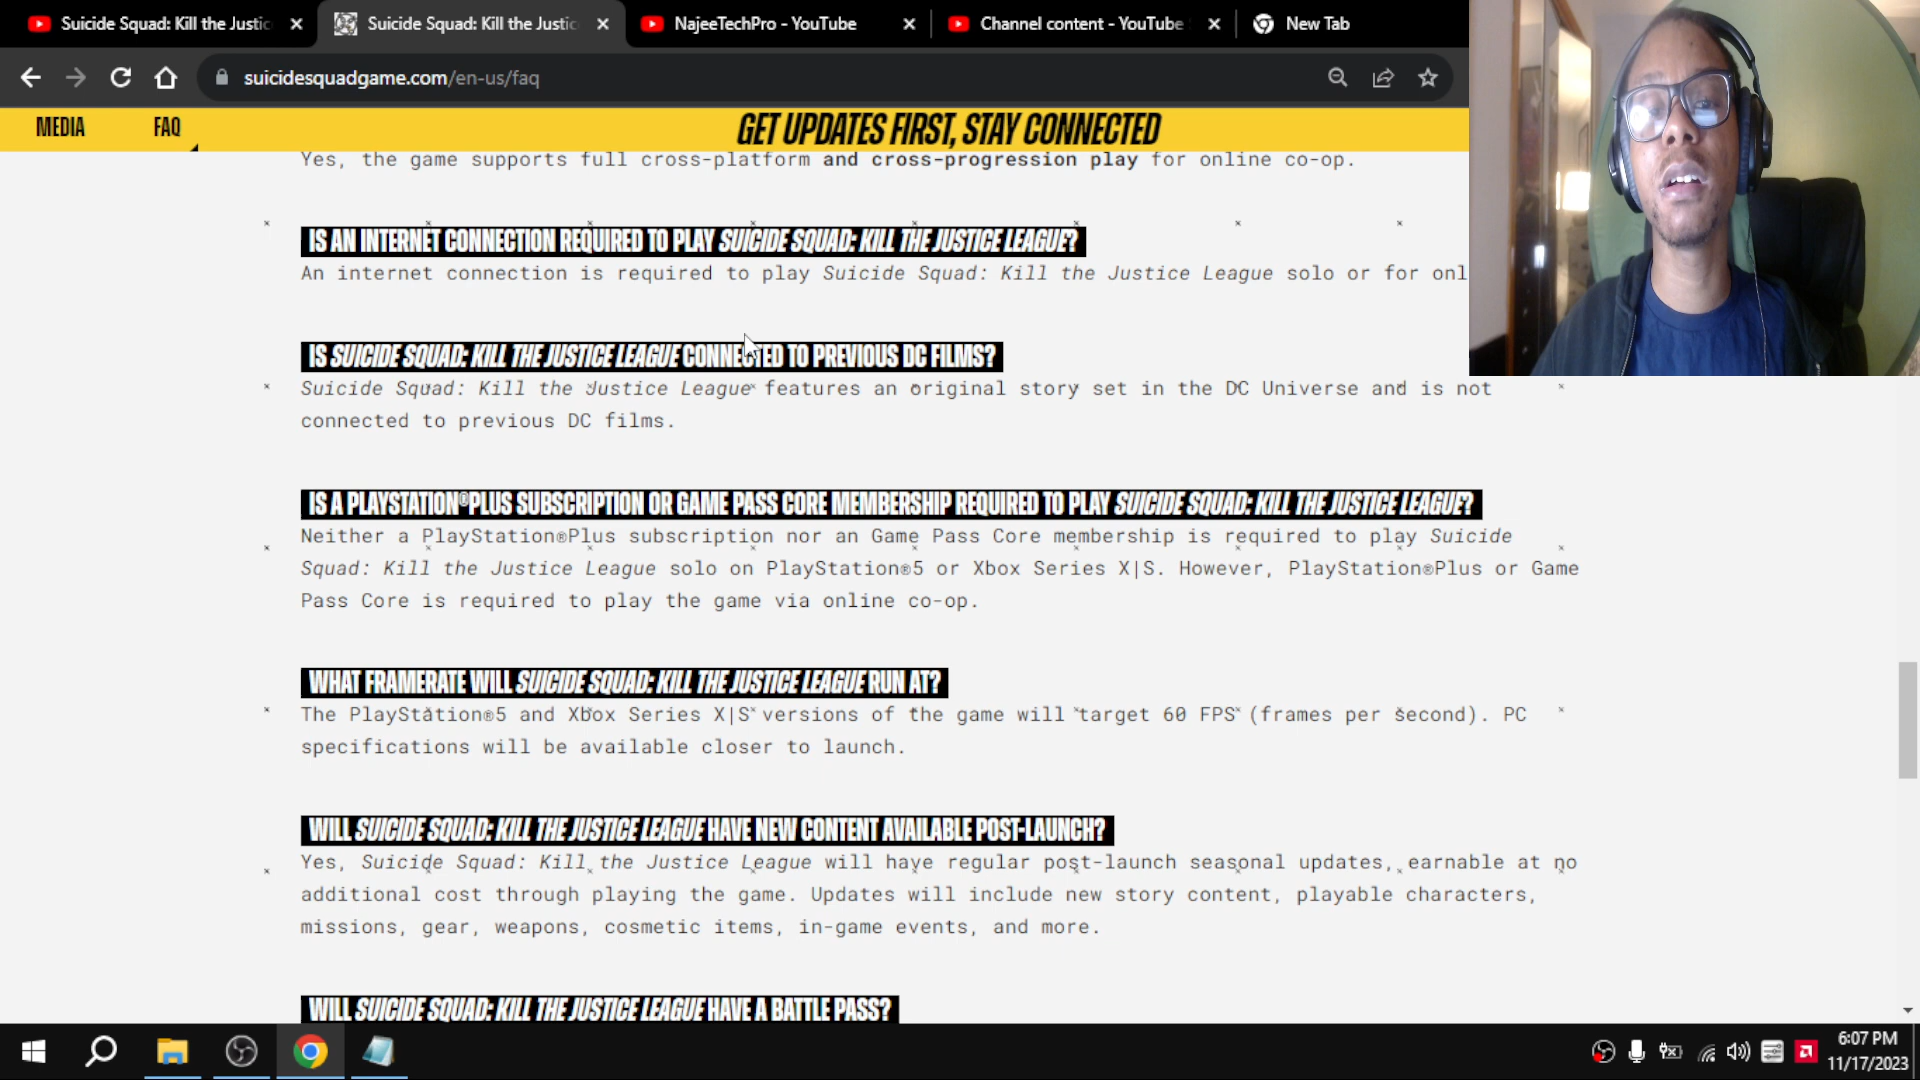 Suicide Squad: Kill the Justic
Suicide Squad: Kill the Justic
NajeeTechPro - YouTube
Channel content - YouTube
New Tab
suicidesquadgame.com/en-us/faq
MEDIA
FAQ
GET UPDATES FIRST, STAY CONNECTED
Yes, the game supports full cross-platform and cross-progression play for online co-op.
IS AN INTERNET CONNECTION REQUIRED TO PLAY SUICIDE SQUAD: KILL THE JUSTICE LEAGUE?
An internet connection is required to play Suicide Squad: Kill the Justice League solo or for onl
IS SUICIDE SQUAD: KILL THE JUSTICE LEAGUE CONNECTED TO PREVIOUS DC FILMS?
Suicide Squad: Kill the Justice League features an original story set in the DC Universe and is not
connected to previous DC films.
IS A PLAYSTATION®PLUS SUBSCRIPTION OR GAME PASS CORE MEMBERSHIP REQUIRED TO PLAY SUICIDE SQUAD: KILL THE JUSTICE LEAGUE?
Neither a PlayStation®Plus subscription nor an Game Pass Core membership is required to play Suicide
Squad: Kill the Justice League solo on PlayStation®5 or Xbox Series X|S. However, PlayStation®Plus or Game
Pass Core is required to play the game via online co-op.
WHAT FRAMERATE WILL SUICIDE SQUAD: KILL THE JUSTICE LEAGUE RUN AT?
The PlayStation®5 and Xbox Series X|S versions of the game will target 60 FPS (frames per second). PC
specifications will be available closer to launch.
WILL SUICIDE SQUAD: KILL THE JUSTICE LEAGUE HAVE NEW CONTENT AVAILABLE POST-LAUNCH?
Yes, Suicide Squad: Kill the Justice League will have regular post-launch seasonal updates, earnable at no
additional cost through playing the game. Updates will include new story content, playable characters,
missions, gear, weapons, cosmetic items, in-game events, and more.
WILL SUICIDE SQUAD: KILL THE JUSTICE LEAGUE HAVE A BATTLE PASS?
6:07 PM
11/17/2023